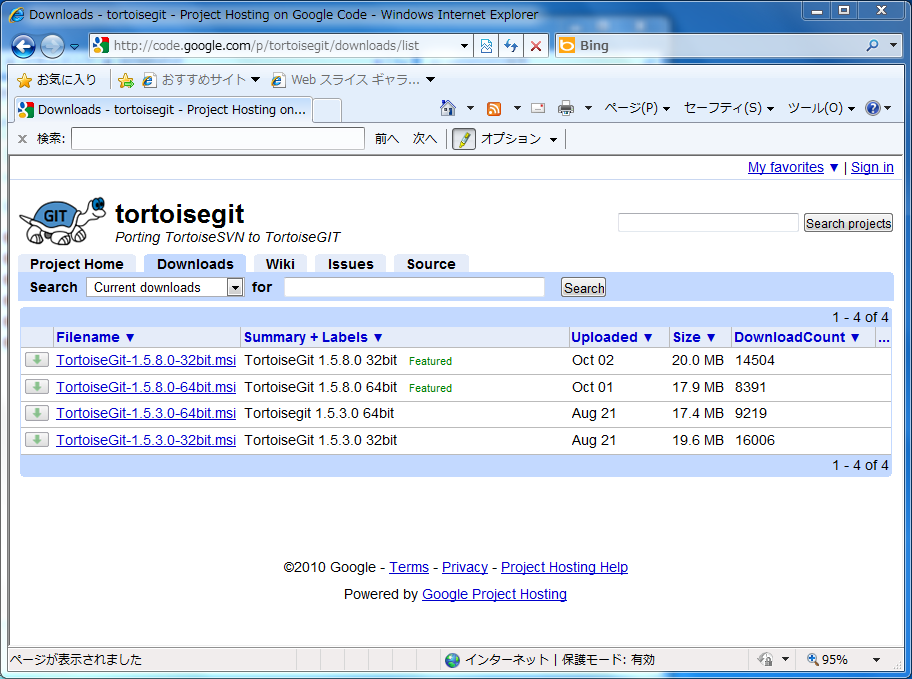 Downloads - tortoisegit - Project Hosting on Google Code - Windows Internet Explorer
http://code.google.com/p/tortoisegit/downloads/list
Bing
お気に入り おすすめサイト Web スライス ギャラ...
Downloads - tortoisegit - Project Hosting on... ページ(P) セーフティ(S) ツール(O)
x 検索: 前へ 次へ オプション
My favorites ▼ | Sign in
GIT
tortoisegit
Porting TortoiseSVN to TortoiseGIT
Search projects
Project Home Downloads Wiki Issues Source
Search Current downloads for Search
1 - 4 of 4
Filename ▼ Summary + Labels ▼ Uploaded ▼ Size ▼ DownloadCount ▼ ...
TortoiseGit-1.5.8.0-32bit.msi TortoiseGit 1.5.8.0 32bit Featured Oct 02 20.0 MB 14504
TortoiseGit-1.5.8.0-64bit.msi TortoiseGit 1.5.8.0 64bit Featured Oct 01 17.9 MB 8391
TortoiseGit-1.5.3.0-64bit.msi Tortoisegit 1.5.3.0 64bit Aug 21 17.4 MB 9219
TortoiseGit-1.5.3.0-32bit.msi TortoiseGit 1.5.3.0 32bit Aug 21 19.6 MB 16006
1 - 4 of 4
©2010 Google - Terms - Privacy - Project Hosting Help
Powered by Google Project Hosting
ページが表示されました インターネット | 保護モード: 有効 95%